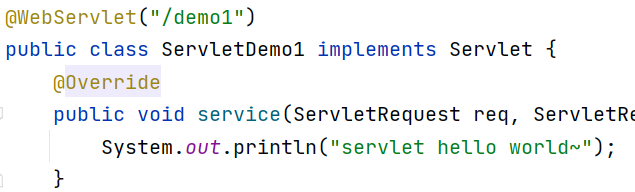 @WebServlet("/demo1")
public class ServletDemo1 implements Servlet {
@Override
public void service(ServletRequest req, ServletRe
System.out.println("servlet hello world~");
}